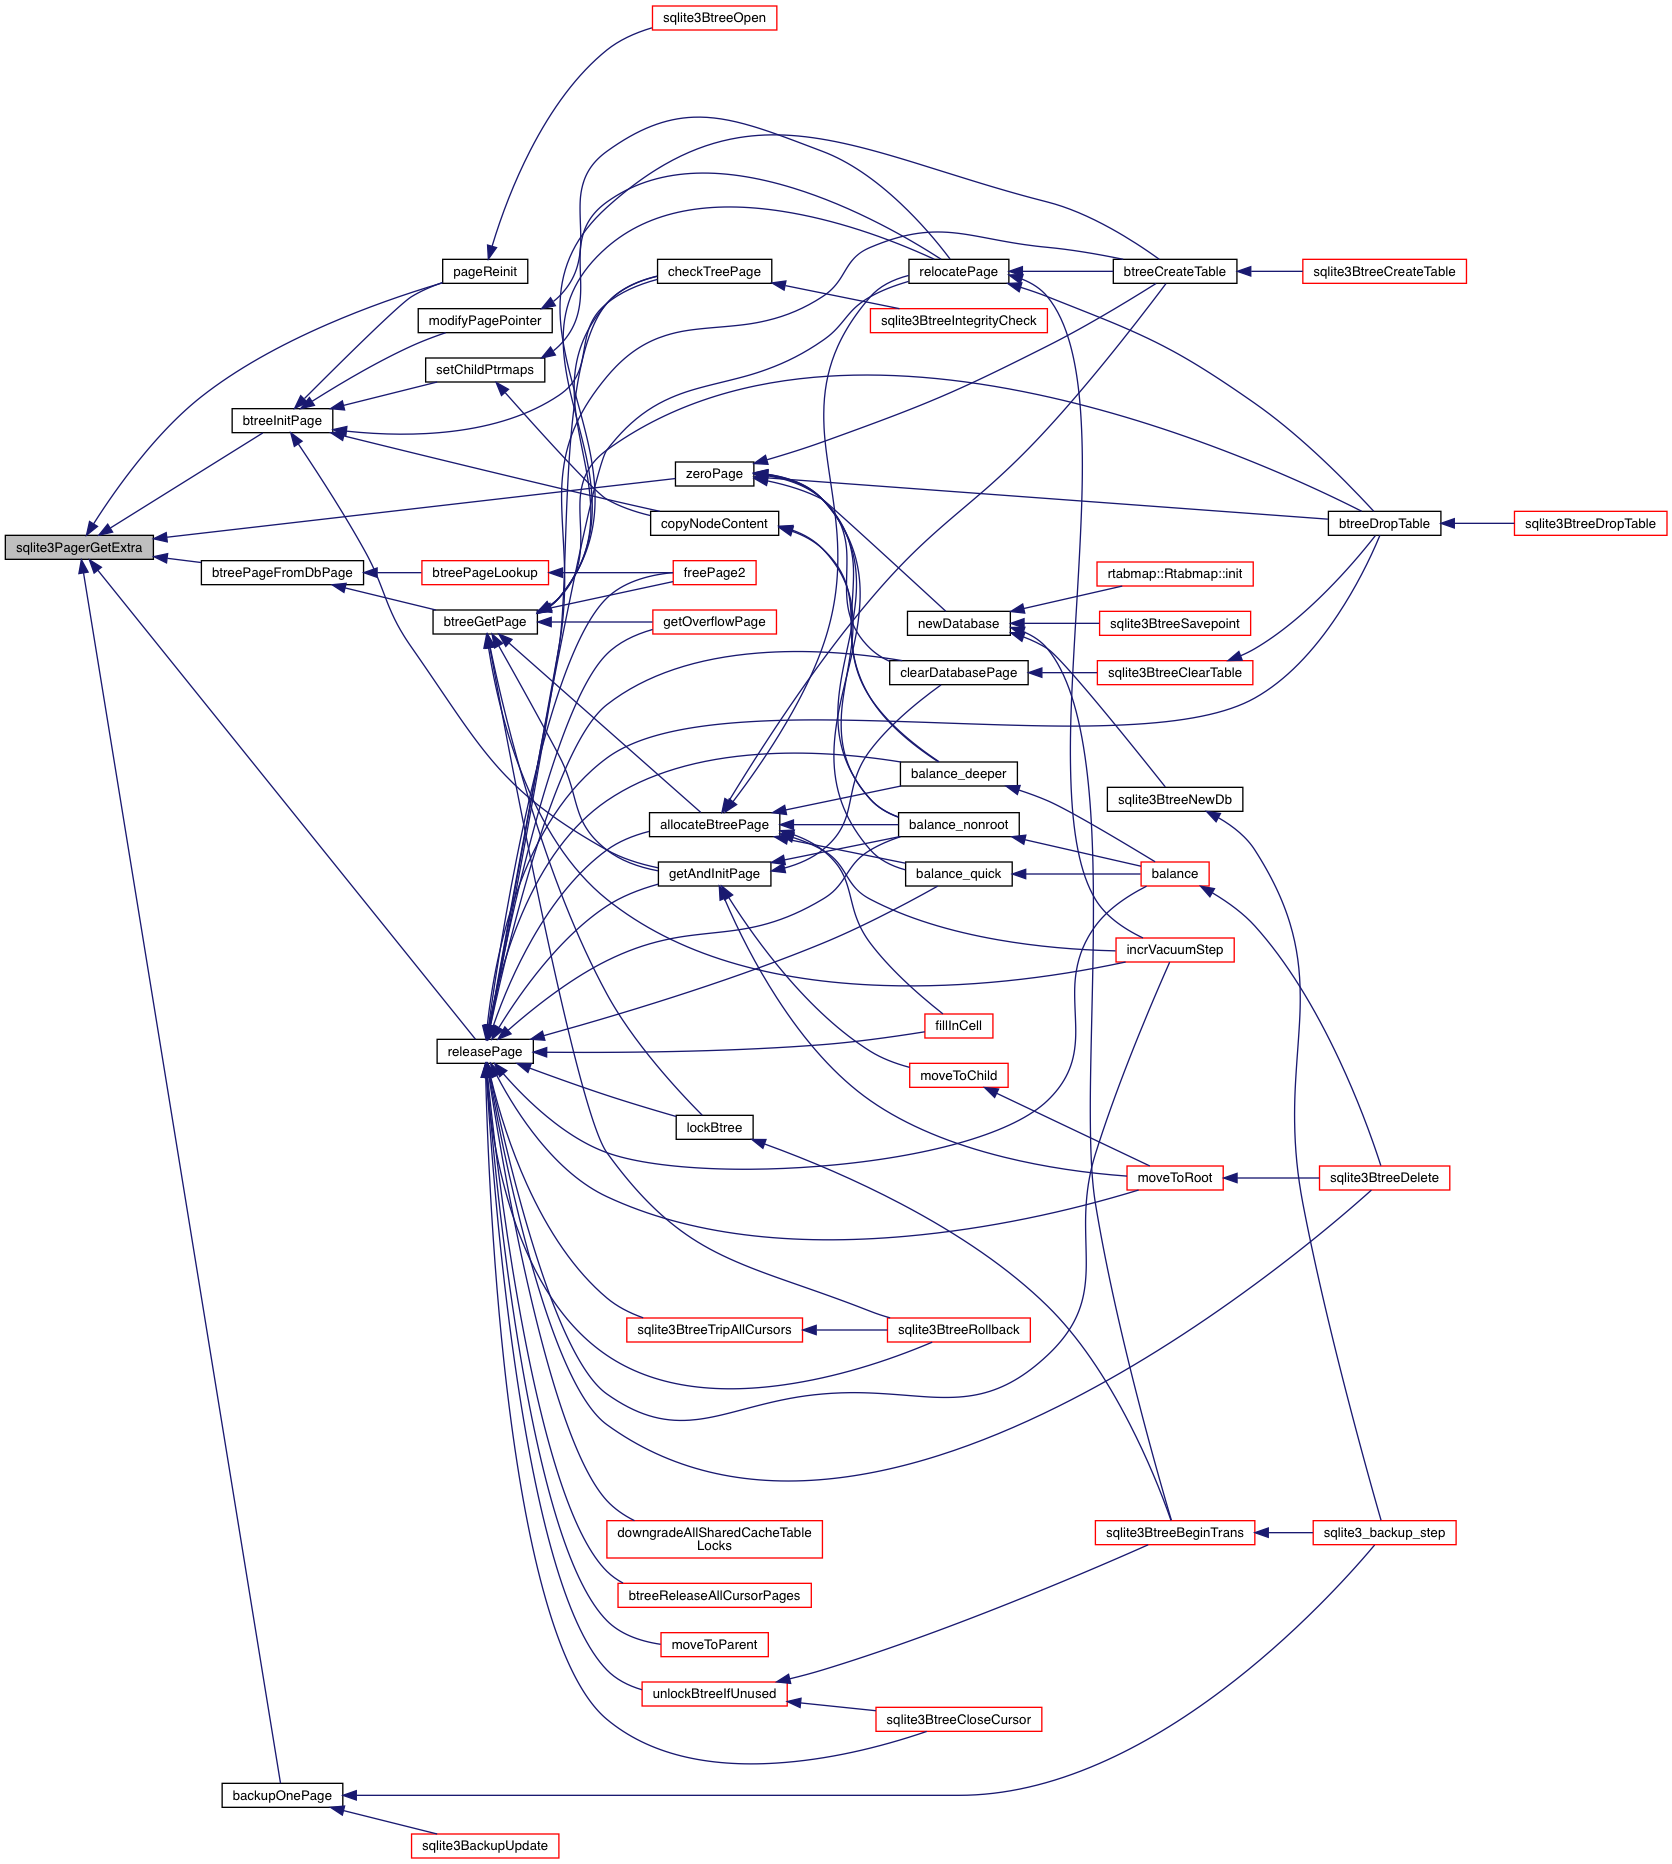 sqlite3BtreeOpen
pageReinit
checkTreePage
relocatePage
btreeCreateTable
sqlite3BtreeCreateTable
modifyPagePointer
sqlite3BtreeIntegrityCheck
setChildPtrmaps
btreeInitPage
zeroPage
copyNodeContent
btreeDropTable
sqlite3BtreeDropTable
sqlite3PagerGetExtra
btreePageFromDbPage
btreePageLookup
freePage2
rtabmap::Rtabmap::init
btreeGetPage
getOverflowPage
newDatabase
sqlite3BtreeSavepoint
clearDatabasePage
sqlite3BtreeClearTable
balance_deeper
sqlite3BtreeNewDb
allocateBtreePage
balance_nonroot
getAndInitPage
balance_quick
balance
incrVacuumStep
fillInCell
releasePage
moveToChild
lockBtree
moveToRoot
sqlite3BtreeDelete
sqlite3BtreeTripAllCursors
sqlite3BtreeRollback
downgradeAllSharedCacheTable
Locks
sqlite3BtreeBeginTrans
sqlite3_backup_step
btreeReleaseAllCursorPages
moveToParent
unlockBtreeIfUnused
sqlite3BtreeCloseCursor
backupOnePage
sqlite3BackupUpdate